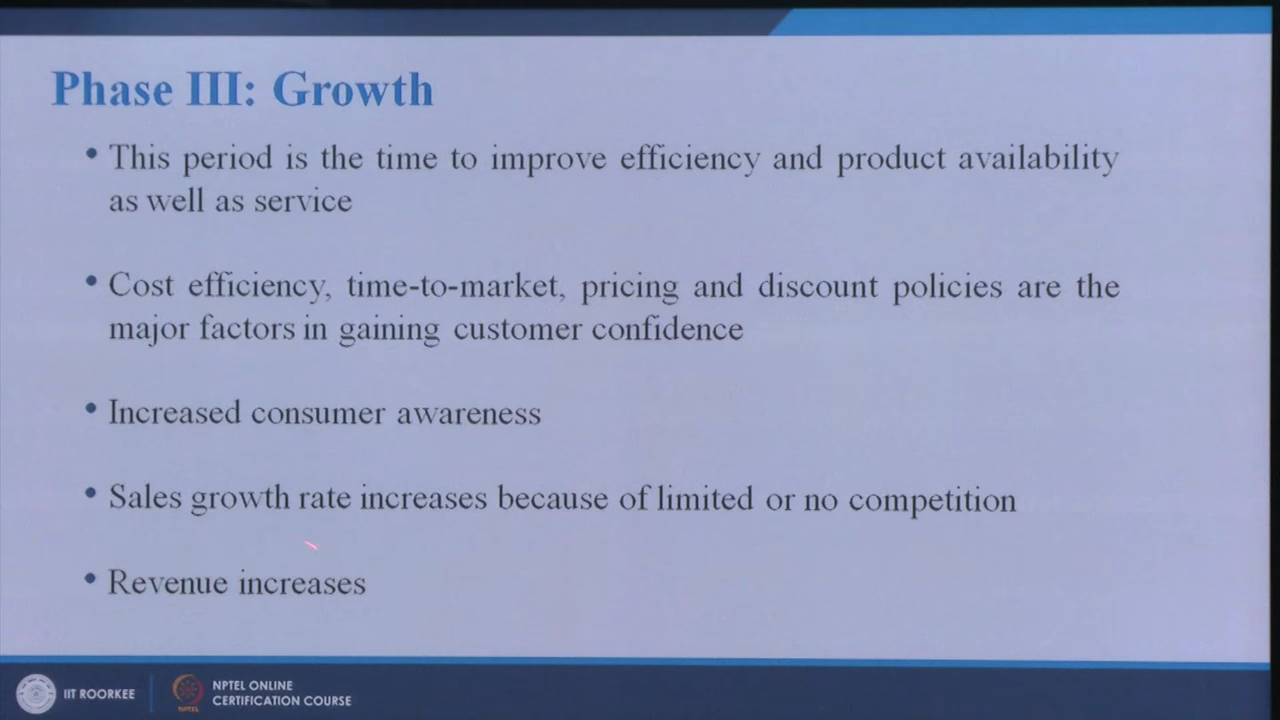 Phase III: Growth
• This period is the time to improve efficiency and product availability
as well as service
• Cost efficiency, time-to-market, pricing and discount policies are the
major factors in gaining customer confidence
• Increased consumer awareness
• Sales growth rate increases because of limited or no competition
• Revenue increases
IIT ROORKEE
NPTEL
NPTEL ONLINE
CERTIFICATION COURSE